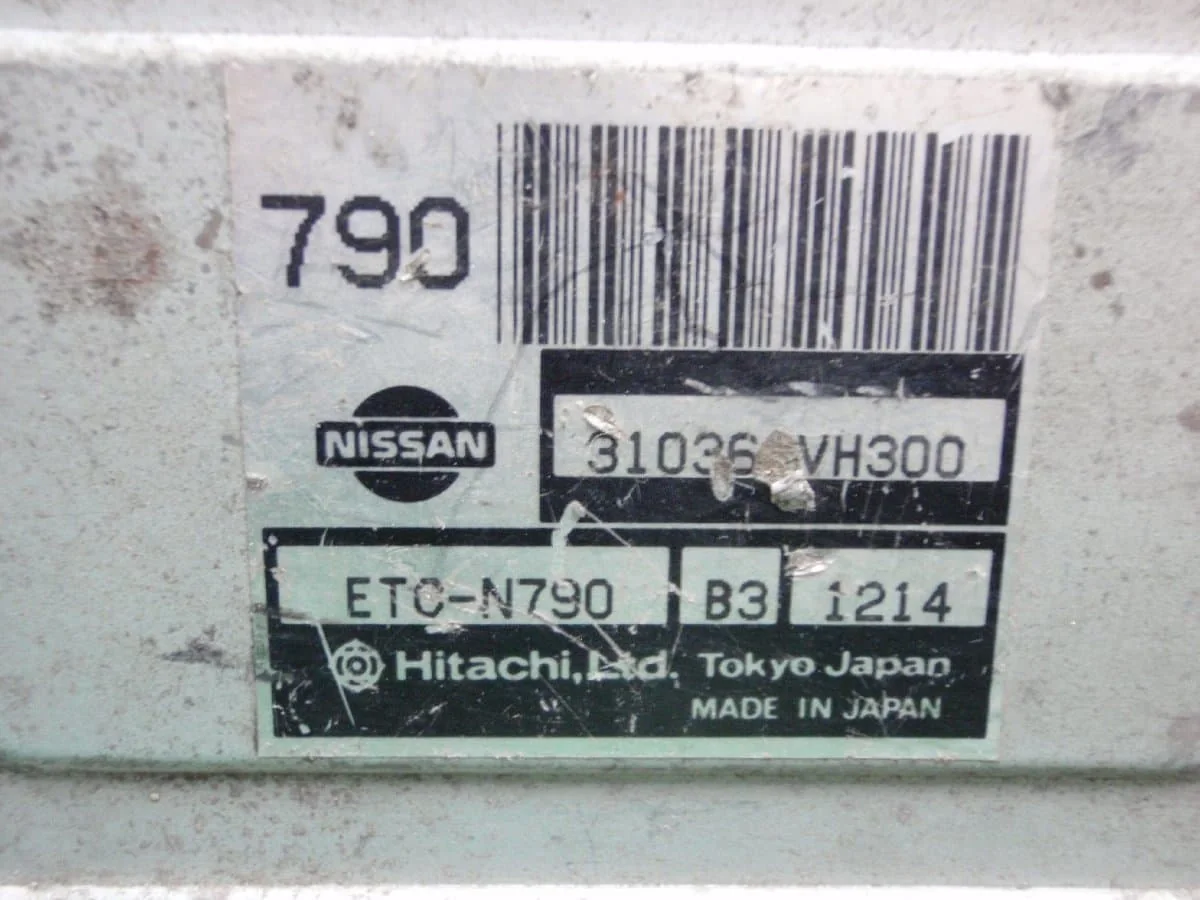 790
NISSAN
31036 VH300
ETC-N790 B3 1214
Hitachi, Ltd. Tokyo Japan
MADE IN JAPAN